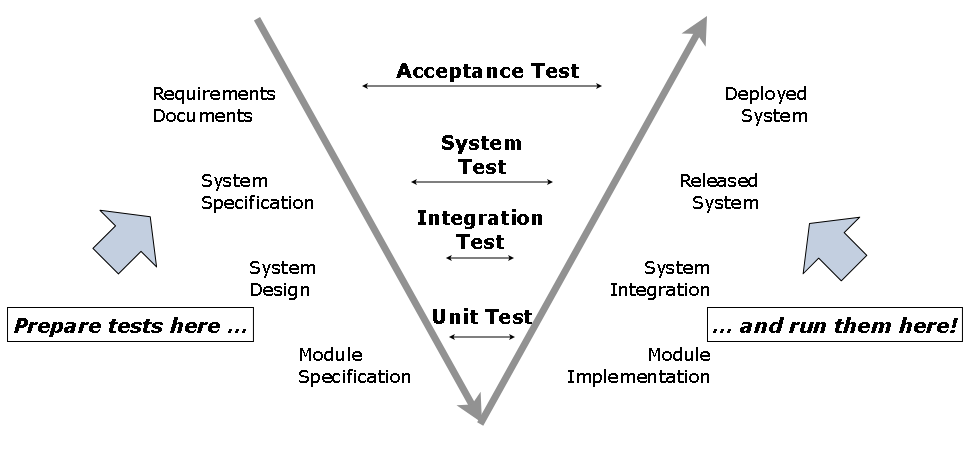 Acceptance Test
Requirements
Documents
Deployed
System
System
Test
System
Specification
Released
System
Integration
Test
System
Design
System
Integration
Prepare tests here ...
Unit Test
... and run them here!
Module
Specification
Module
Implementation